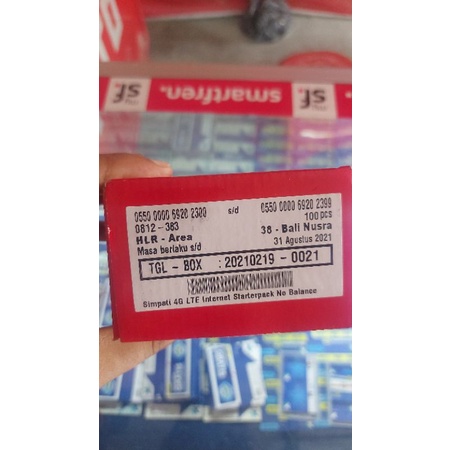 smartfren.
sf.
sf.
0550 0000 6920 2300 s/d 0550 0000 6920 2399
0812 - 383 100 pcs
HLR - Area 38 - Bali Nusra
Masa berlaku s/d 31 Agustus 2021
TGL - BOX : 20210219 - 0021
Simpati 4G LTE Internet Starterpack No Balance